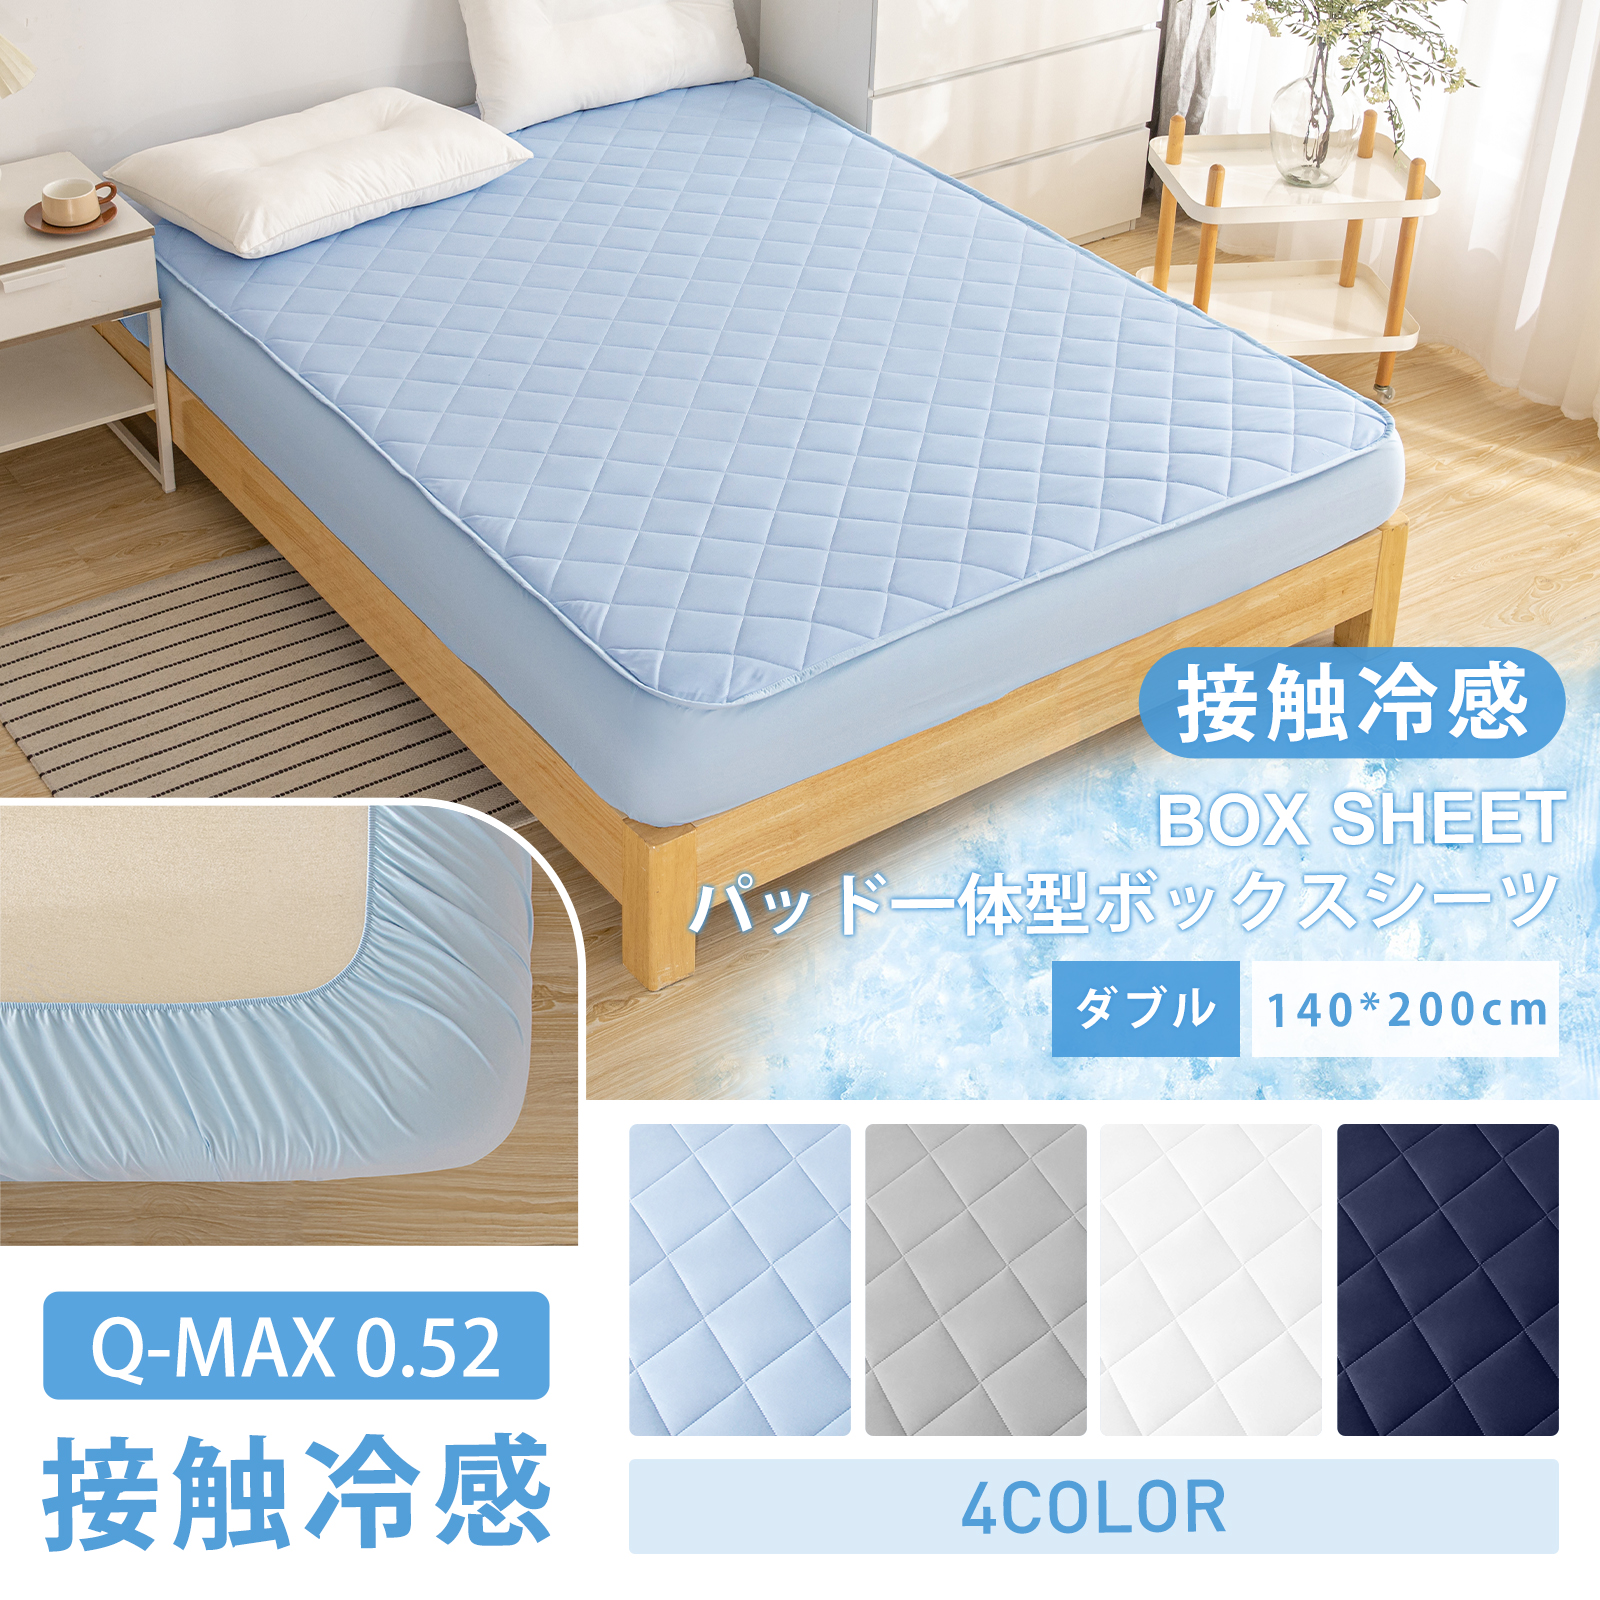 接触冷感
BOX SHEET
パッド一体型ボックスシーツ
ダブル 140*200cm
Q-MAX 0.52
接触冷感
4COLOR